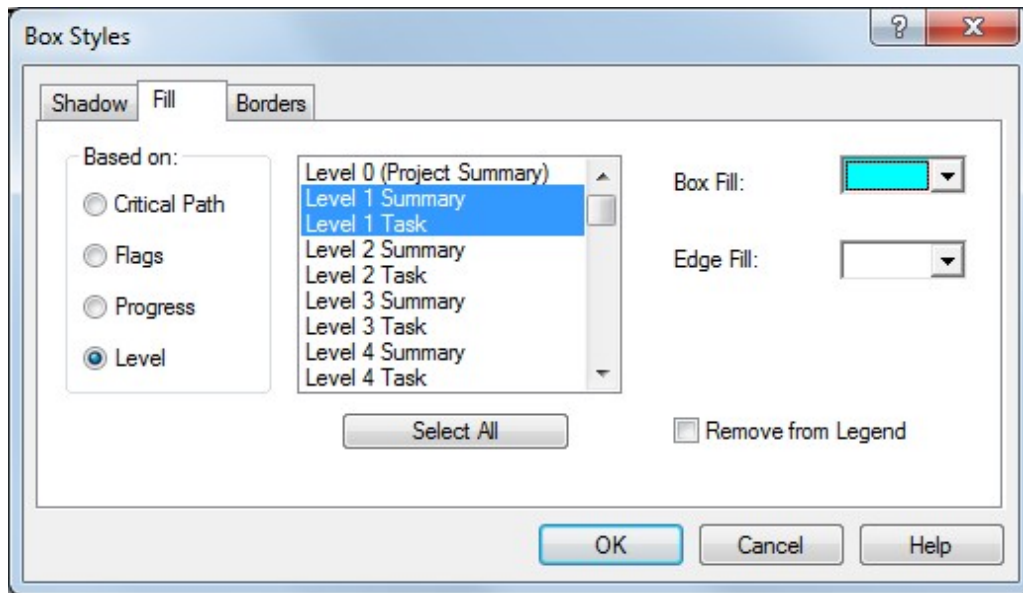 Box Styles
Shadow Fill Borders
Based on:
Critical Path
Flags
Progress
Level
Level 0 (Project Summary)
Level 1 Summary
Level 1 Task
Level 2 Summary
Level 2 Task
Level 3 Summary
Level 3 Task
Level 4 Summary
Level 4 Task
Select All
Box Fill:
Edge Fill:
Remove from Legend
OK Cancel Help